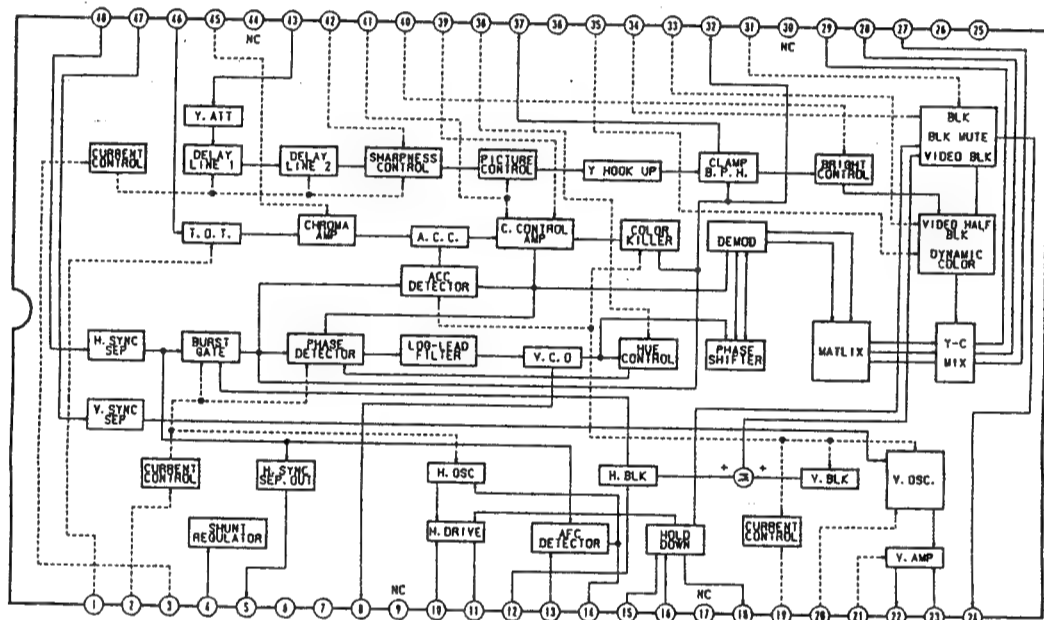 48 47 46 45 44 43 42 41 40 39 38 37 36 35 34 33 32 31 30 29 28 27 26 25
NC NC
Y. ATT
BLK
BLK MUTE
VIDEO BLK
CURRENT
CONTROL
DELAY
LINE 1
DELAY
LINE 2
SHARPNESS
CONTROL
PICTURE
CONTROL
Y HOOK UP
CLAMP
B. P. H.
BRIGHT
CONTROL
T. O. T.
CHROMA
AMP
A. C. C.
C. CONTROL
AMP
COLOR
KILLER
DEMOD
VIDEO HALF
BLK
DYNAMIC
COLOR
ACC
DETECTOR
H. SYNC
SEP
BURST
GATE
PHASE
DETECTOR
LOG-LEAD
FILTER
V. C. O
HUE
CONTROL
PHASE
SHIFTER
MATLIX
Y-C
MIX
V. SYNC
SEP
CURRENT
CONTROL
H. SYNC
SEP. OUT
H. OSC
H. BLK
+ +
V. BLK
V. OSC.
SHUNT
REGULATOR
H. DRIVE
AFC
DETECTOR
HOLD
DOWN
CURRENT
CONTROL
V. AMP
NC NC
1 2 3 4 5 6 7 8 9 10 11 12 13 14 15 16 17 18 19 20 21 22 23 24